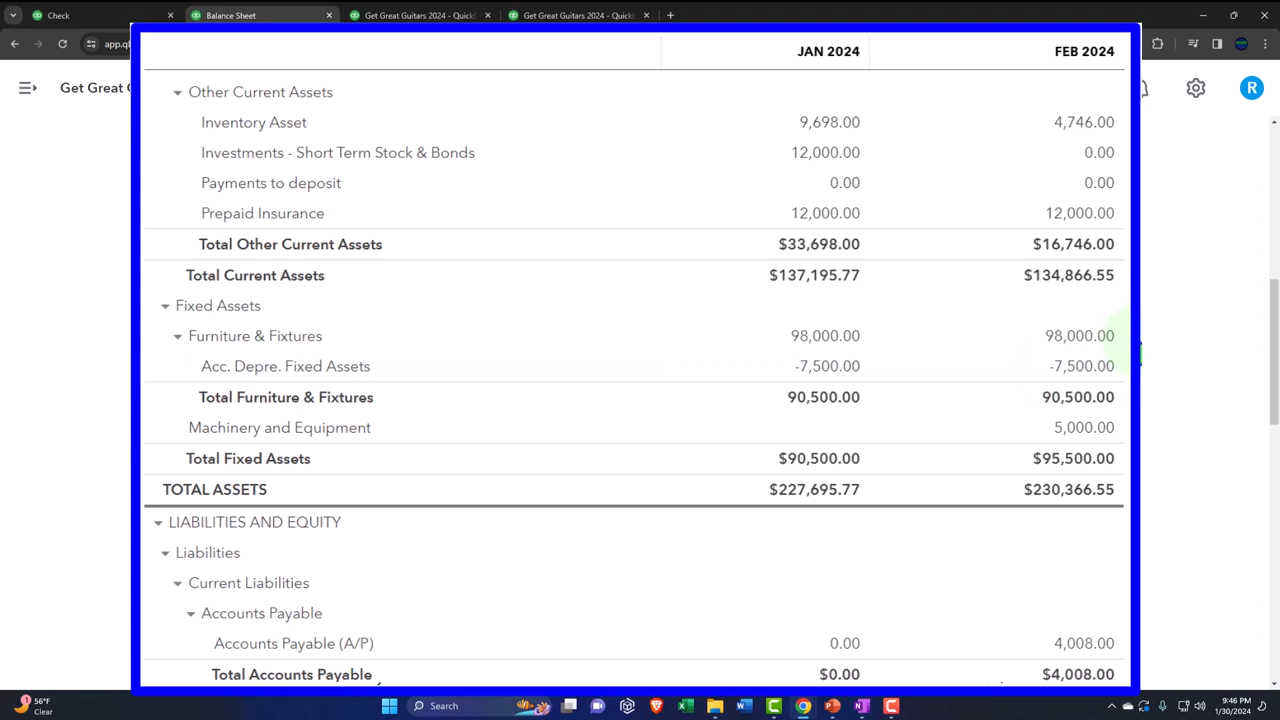 Check
Balance Sheet
Get Great Guitars 2024 - Quick
Get Great Guitars 2024 - Quick
Get Great
R
JAN 2024 FEB 2024
Other Current Assets
Inventory Asset 9,698.00 4,746.00
Investments - Short Term Stock & Bonds 12,000.00 0.00
Payments to deposit 0.00 0.00
Prepaid Insurance 12,000.00 12,000.00
Total Other Current Assets $33,698.00 $16,746.00
Total Current Assets $137,195.77 $134,866.55
Fixed Assets
Furniture & Fixtures 98,000.00 98,000.00
Acc. Depre. Fixed Assets -7,500.00 -7,500.00
Total Furniture & Fixtures 90,500.00 90,500.00
Machinery and Equipment 5,000.00
Total Fixed Assets $90,500.00 $95,500.00
TOTAL ASSETS $227,695.77 $230,366.55
LIABILITIES AND EQUITY
Liabilities
Current Liabilities
Accounts Payable
Accounts Payable (A/P) 0.00 4,008.00
Total Accounts Payable $0.00 $4,008.00
56°F
Clear
Search
9:46 PM
1/30/2024